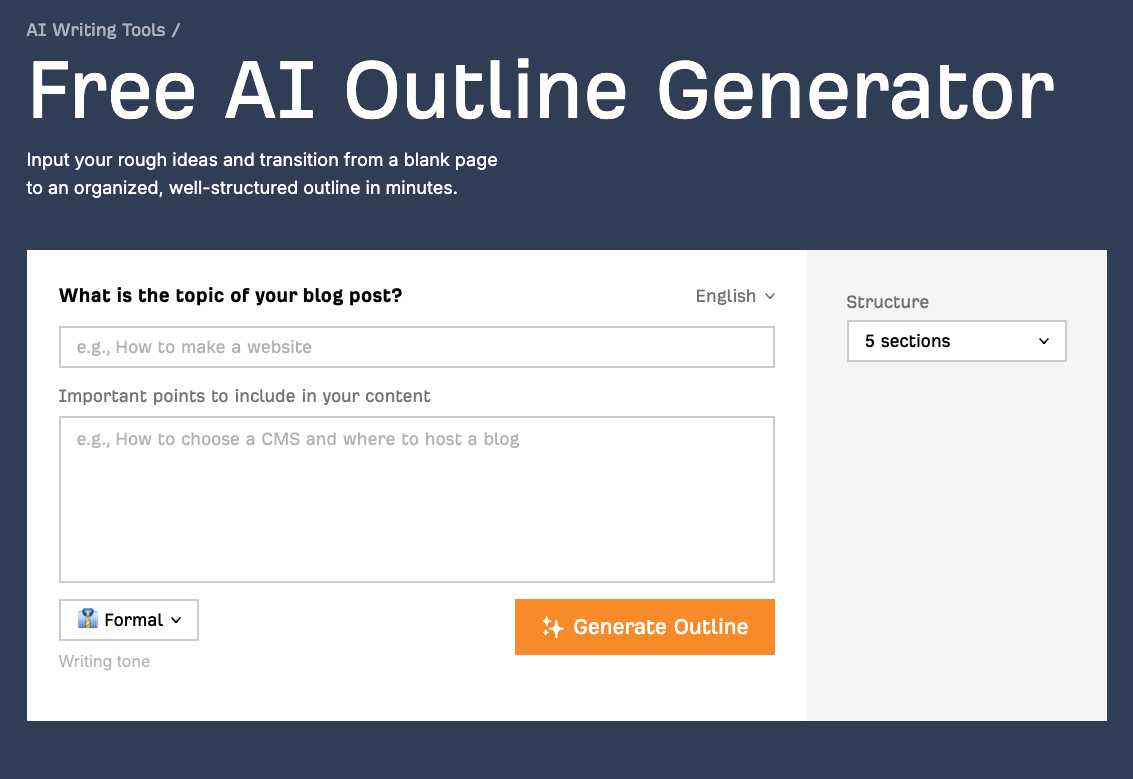 AI Writing Tools /
Free AI Outline Generator
Input your rough ideas and transition from a blank page
to an organized, well-structured outline in minutes.
What is the topic of your blog post?
English
e.g., How to make a website
Important points to include in your content
e.g., How to choose a CMS and where to host a blog
Formal
Writing tone
Generate Outline
Structure
5 sections